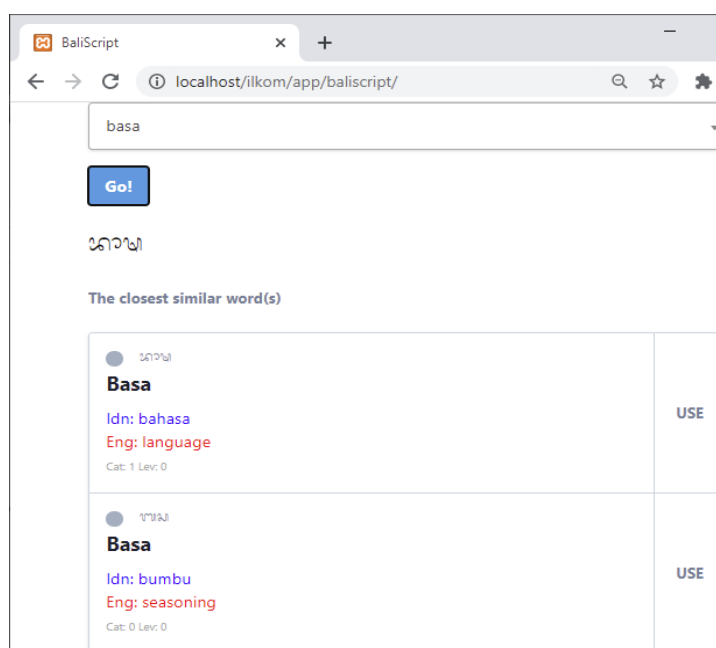 BaliScript
localhost/ilkom/app/baliscript/
basa
Go!
The closest similar word(s)
Basa
Idn: bahasa
Eng: language
Cat: 1 Lev: 0
USE
Basa
Idn: bumbu
Eng: seasoning
Cat: 0 Lev: 0
USE